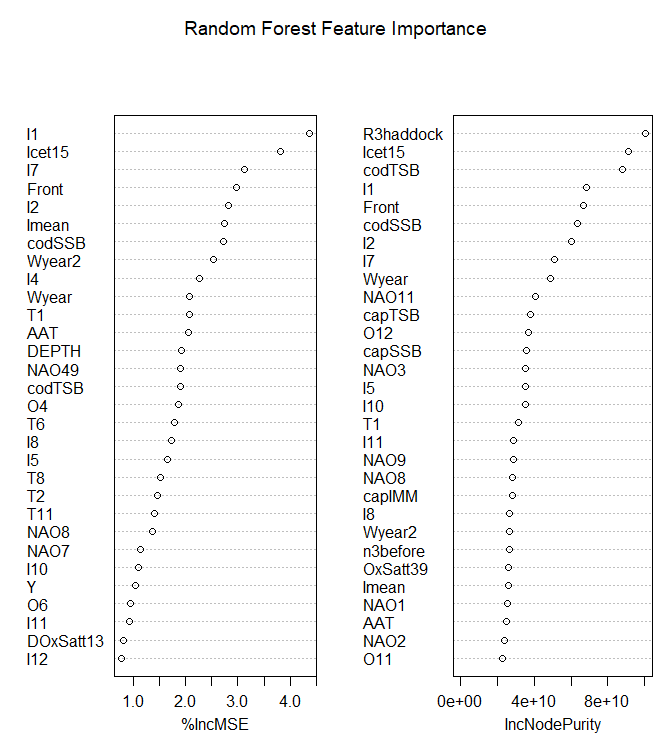 Random Forest Feature Importance
I1
Icet15
I7
Front
I2
Imean
codSSB
Wyear2
I4
Wyear
T1
AAT
DEPTH
NAO49
codTSB
O4
T6
I8
I5
T8
T2
T11
NAO8
NAO7
I10
Y
O6
I11
DOxSatt13
I12
1.0 2.0 3.0 4.0
%IncMSE
R3haddock
Icet15
codTSB
I1
Front
codSSB
I2
I7
Wyear
NAO11
capTSB
O12
capSSB
NAO3
I5
I10
T1
I11
NAO9
NAO8
capIMM
I8
Wyear2
n3before
OxSatt39
Imean
NAO1
AAT
NAO2
O11
0e+00 4e+10 8e+10
IncNodePurity